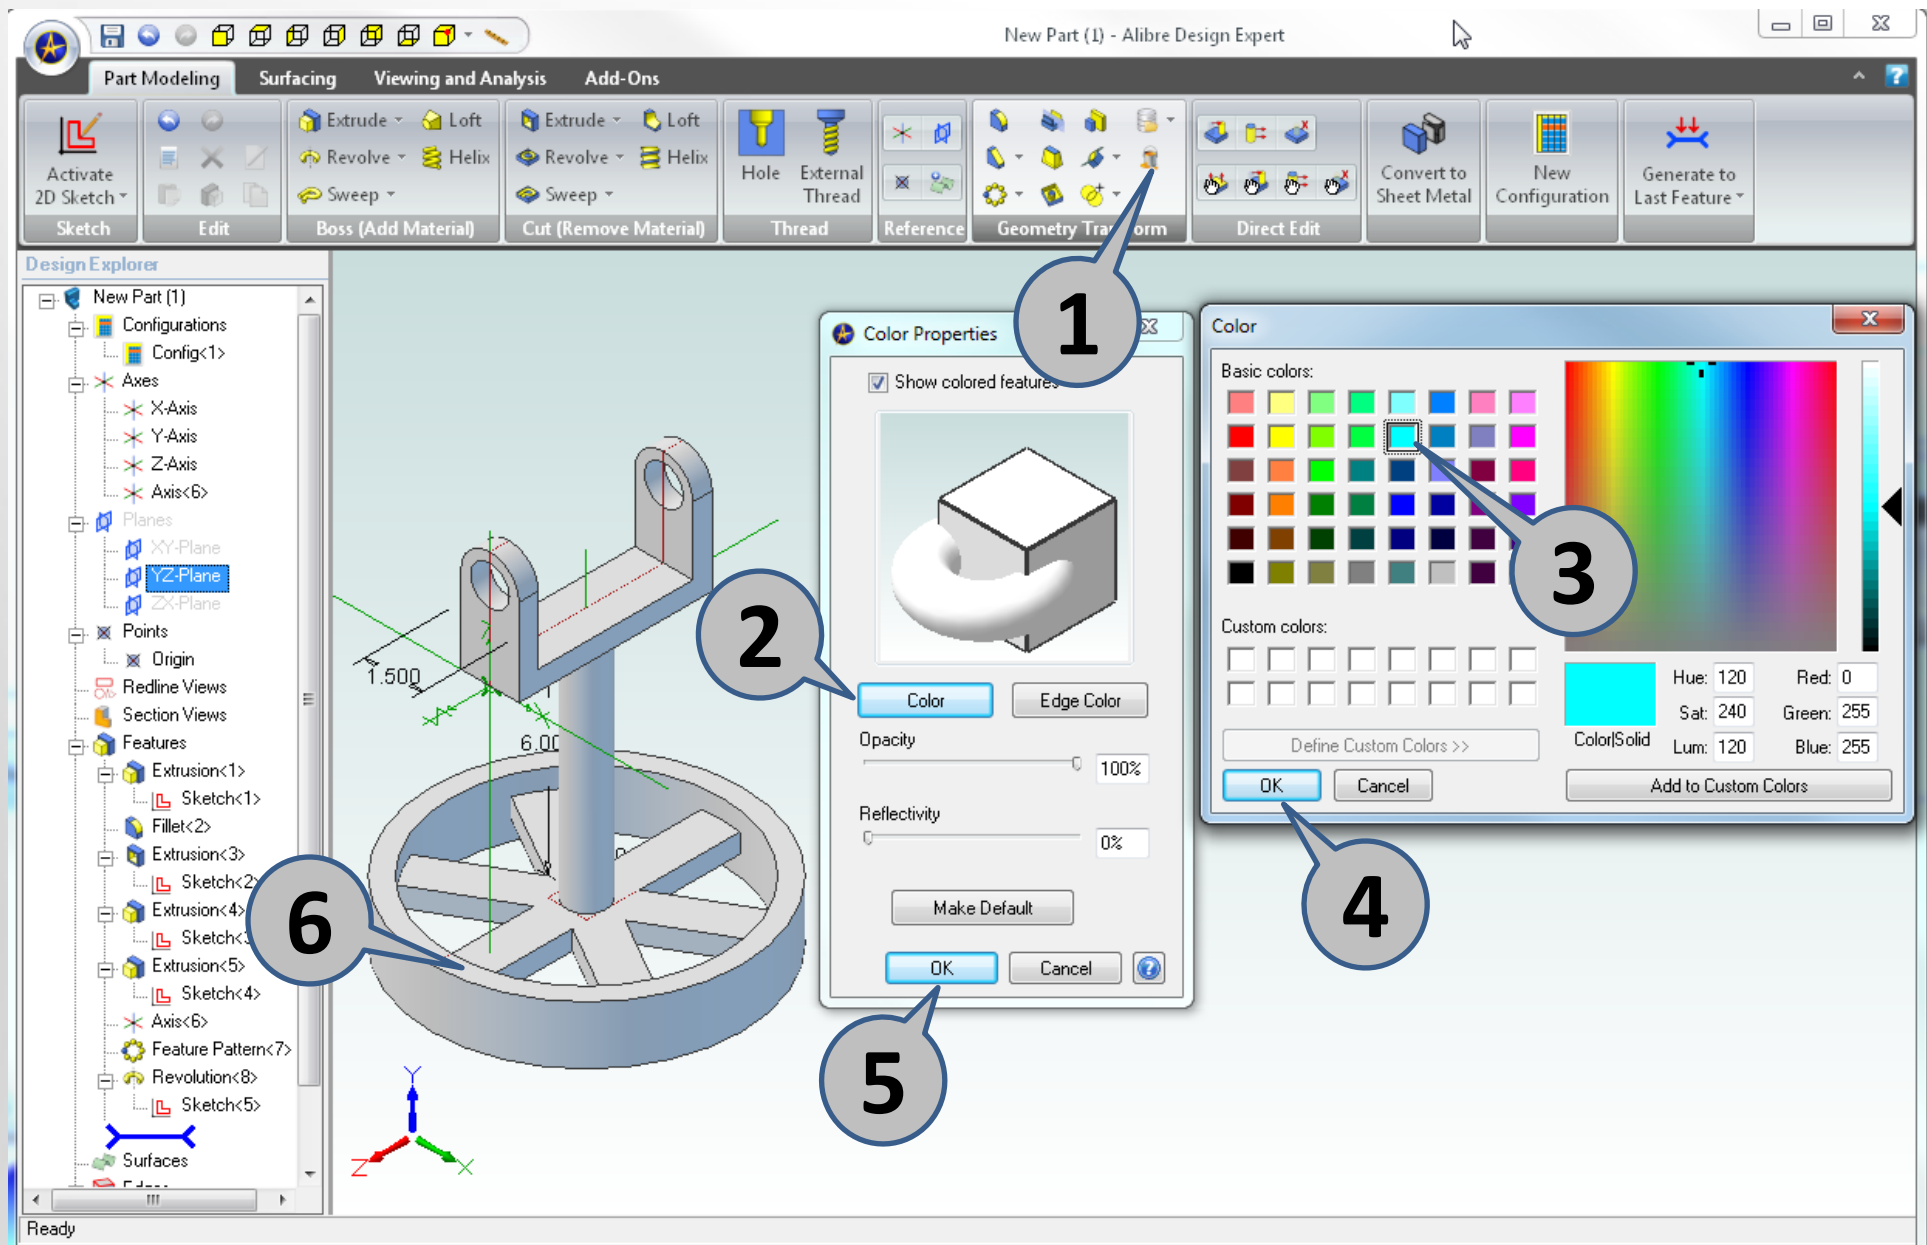 New Part (1) - Alibre Design Expert
Part Modeling Surfacing Viewing and Analysis Add-Ons
Activate
2D Sketch
Sketch
Edit
Extrude Loft
Revolve Helix
Sweep
Boss (Add Material)
Extrude Loft
Revolve Helix
Sweep
Cut (Remove Material)
Hole
External
Thread
Thread
Reference
Geometry Tra orm
Direct Edit
Convert to
Sheet Metal
New
Configuration
Generate to
Last Feature
Design Explorer
New Part (1)
Configurations
Config<1>
Axes
X-Axis
Y-Axis
Z-Axis
Axis<6>
Planes
XY-Plane
YZ-Plane
ZX-Plane
Points
Origin
Redline Views
Section Views
Features
Extrusion<1>
Sketch<1>
Fillet<2>
Extrusion<3>
Sketch<2
Extrusion<4>
Sketch<
Extrusion<5>
Sketch<4>
Axis<6>
Feature Pattern<7>
Revolution<8>
Sketch<5>
Surfaces
Ready
1.500
6.00
Y
Z
X
Color Properties
Show colored features
Color
Edge Color
Opacity
100%
Reflectivity
0%
Make Default
OK
Cancel
Color
Basic colors:
Custom colors:
Define Custom Colors >>
OK
Cancel
Color|Solid
Hue: 120
Sat: 240
Lum: 120
Red: 0
Green: 255
Blue: 255
Add to Custom Colors
1
2
3
4
5
6